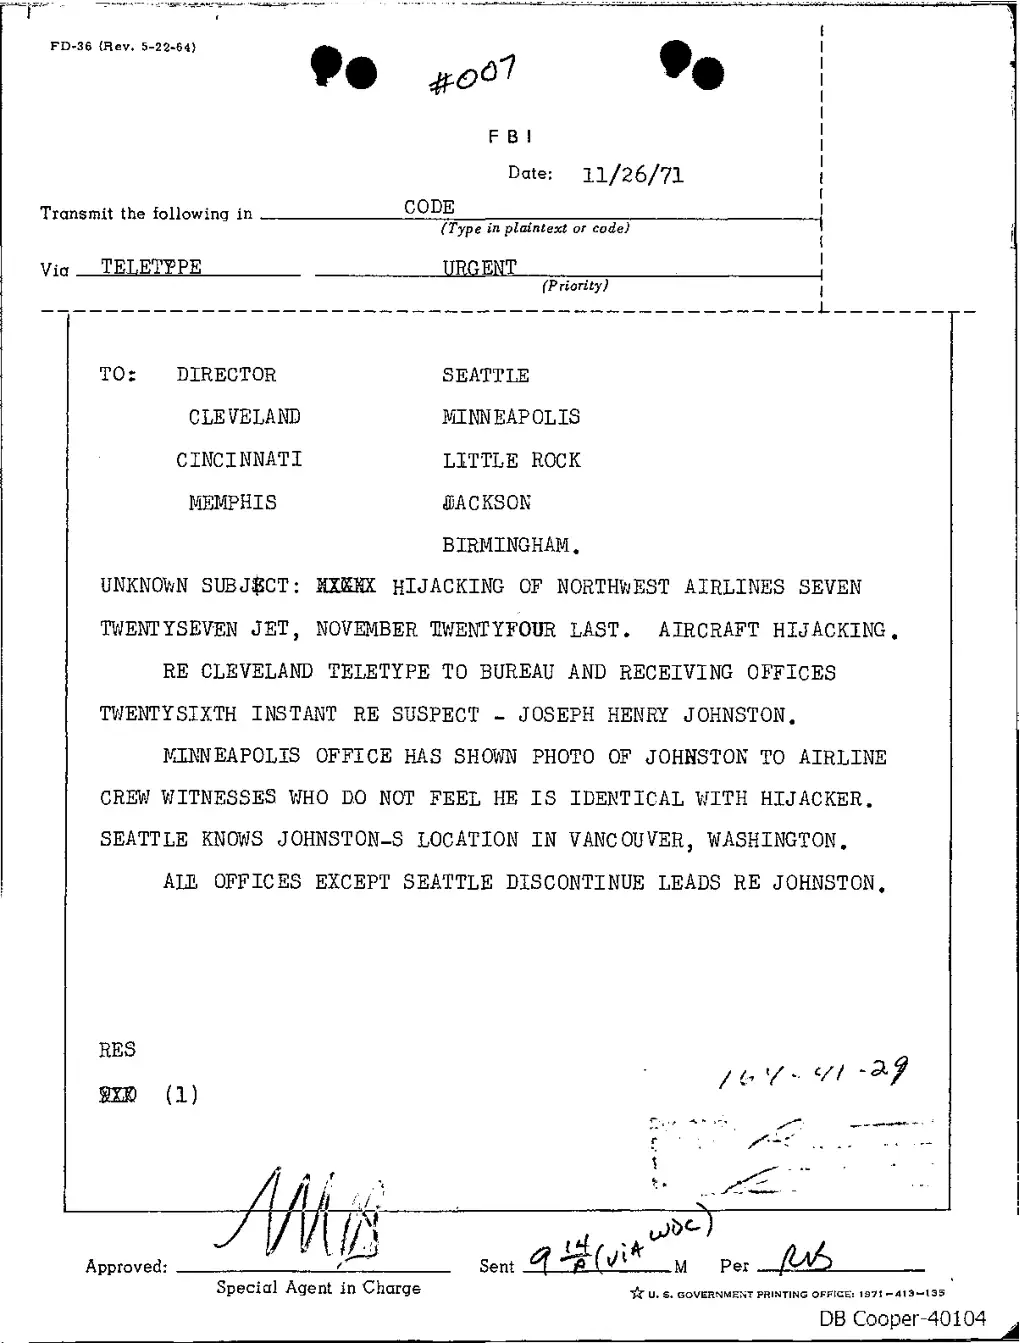 FD-36 (Rev. 5-22-64)
#007
F B I
Date: 11/26/71
Transmit the following in CODE
(Type in plaintext or code)
Via TELETYPE URGENT
(Priority)
TO: DIRECTOR SEATTLE
CLEVELAND MINNEAPOLIS
CINCINNATI LITTLE ROCK
MEMPHIS JACKSON
BIRMINGHAM.
UNKNOWN SUBJECT: HIJACKING OF NORTHWEST AIRLINES SEVEN
TWENTYSEVEN JET, NOVEMBER TWENTYFOUR LAST. AIRCRAFT HIJACKING.
RE CLEVELAND TELETYPE TO BUREAU AND RECEIVING OFFICES
TWENTYSIXTH INSTANT RE SUSPECT - JOSEPH HENRY JOHNSTON.
MINNEAPOLIS OFFICE HAS SHOWN PHOTO OF JOHNSTON TO AIRLINE
CREW WITNESSES WHO DO NOT FEEL HE IS IDENTICAL WITH HIJACKER.
SEATTLE KNOWS JOHNSTON-S LOCATION IN VANCOUVER, WASHINGTON.
ALL OFFICES EXCEPT SEATTLE DISCONTINUE LEADS RE JOHNSTON.
RES
(1)
164-41-29
Approved: Sent 9 14 P (via WDC) M Per RVS
Special Agent in Charge
☆ U. S. GOVERNMENT PRINTING OFFICE: 1971-413-135
DB Cooper-40104